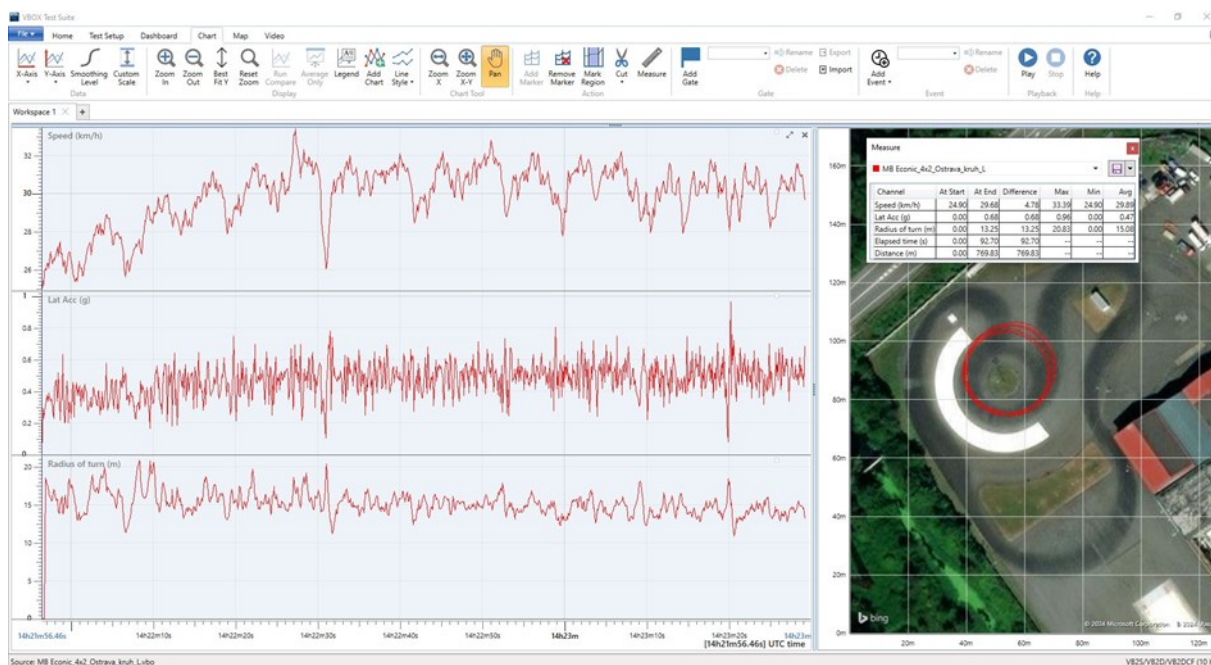 VBOX Test Suite
File Home Test Setup Dashboard Chart Map Video
X-Axis Y-Axis Smoothing Level Custom Scale Zoom In Zoom Out Best Fit Y Reset Zoom Run Compare Average Only Legend Add Chart Line Style Zoom X Zoom X-Y Pan Add Marker Remove Marker Mark Region Cut Measure Add Gate Rename Export Delete Import Add Event Rename Delete Play Stop Help
Data Display Chart Tool Action Gate Event Playback Help
Workspace 1
Speed (km/h)
32
30
28
26
Lat Acc (g)
1
0.8
0.6
0.4
0.2
0
Radius of turn (m)
20
15
10
5
0
14h21m56.46s 14h22m10s 14h22m20s 14h22m30s 14h22m40s 14h22m50s 14h23m 14h23m10s 14h23m20s 14h23m
[14h21m56.46s] UTC time
Measure
MB Econic_4x2_Ostrava_kruh_L
Channel At Start At End Difference Max Min Avg
Speed (km/h) 24.90 29.68 4.78 33.39 24.90 29.89
Lat Acc (g) 0.00 0.68 0.68 0.96 0.00 0.47
Radius of turn (m) 0.00 13.25 13.25 20.83 0.00 15.08
Elapsed time (s) 0.00 92.70 92.70 -- -- --
Distance (m) 0.00 769.83 769.83 -- -- --
160m
140m
120m
100m
80m
60m
40m
20m
0m
bing
© 2024 Microsoft Corporation © 2024 Max
20m 40m 60m 80m 100m 120m
Source: MB Econic_4x2_Ostrava_kruh_L.vbo
VB2S/VB2D/VB2DCF (10